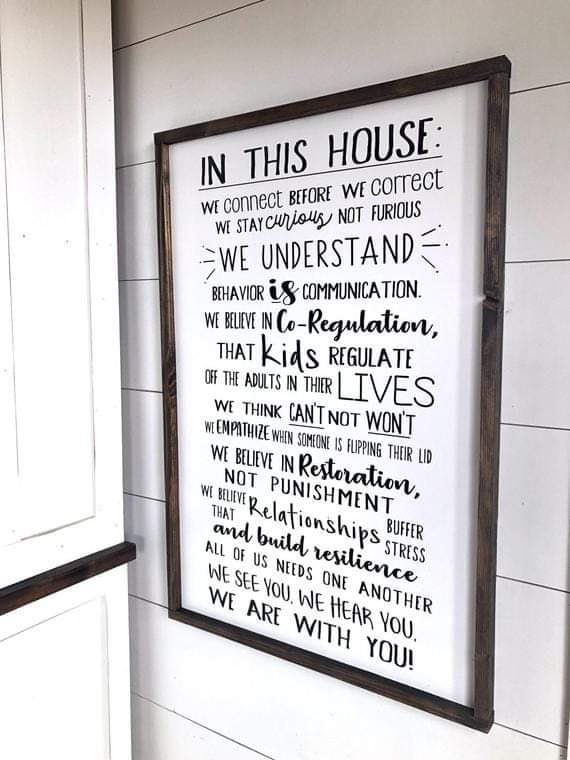 IN THIS HOUSE:
WE connect BEFORE WE correct
WE STAY curious NOT FURIOUS
WE UNDERSTAND
BEHAVIOR is COMMUNICATION.
WE BELIEVE IN Co-Regulation,
THAT kids REGULATE
OFF THE ADULTS IN THIER LIVES
WE THINK CAN'T NOT WON'T
WE EMPATHIZE WHEN SOMEONE IS FLIPPING THEIR LID
WE BELIEVE IN Restoration,
NOT PUNISHMENT
WE BELIEVE THAT Relationships BUFFER STRESS
and build resilience
ALL OF US NEEDS ONE ANOTHER
WE SEE YOU, WE HEAR YOU,
WE ARE WITH YOU!